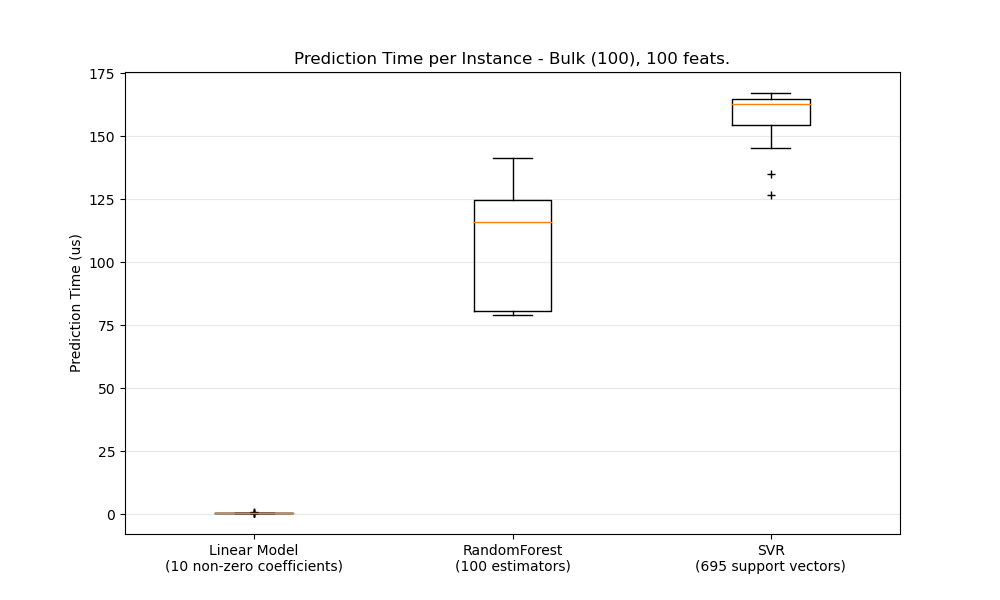 Prediction Time per Instance - Bulk (100), 100 feats.
175
150
125
100
75
50
25
0
Prediction Time (us)
Linear Model
(10 non-zero coefficients)
RandomForest
(100 estimators)
SVR
(695 support vectors)